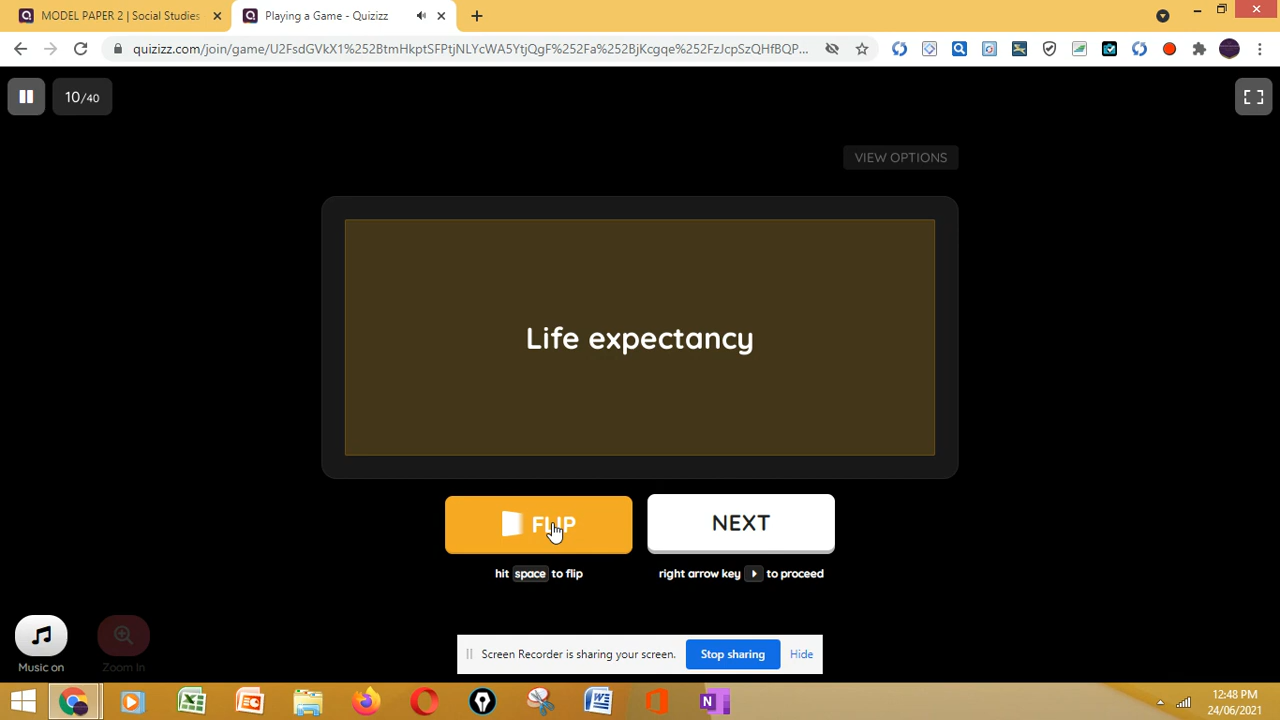 MODEL PAPER 2 | Social Studies
Playing a Game - Quizizz
quizizz.com/join/game/U2FsdGVkX1%252BtmHkptSFPtjNLYcWA5YtjQgF%252Fa%252BjKcgqe%252FzJcpSzQHfBQP...
10/40
VIEW OPTIONS
Life expectancy
FLIP
NEXT
hit space to flip
right arrow key to proceed
Music on
Zoom In
Screen Recorder is sharing your screen.
Stop sharing
Hide
12:48 PM
24/06/2021